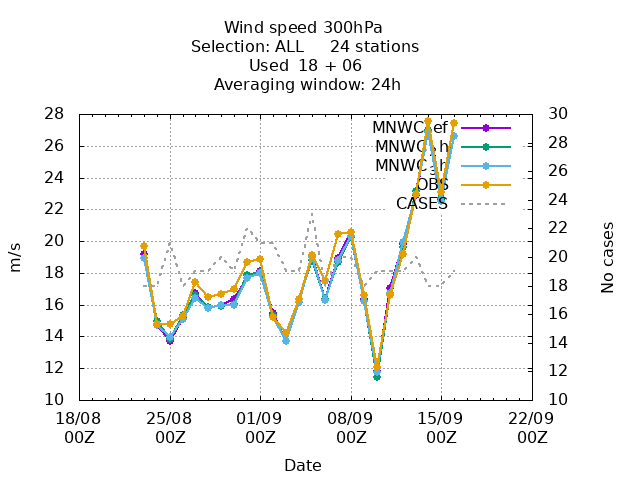 Wind speed 300hPa
Selection: ALL 24 stations
Used 18 + 06
Averaging window: 24h
28
26
24
22
20
18
16
14
12
10
m/s
30
28
26
24
22
20
18
16
14
12
10
No cases
OBS
CASES
18/08 25/08 01/09 08/09 15/09 22/09
00Z 00Z 00Z 00Z 00Z 00Z
Date